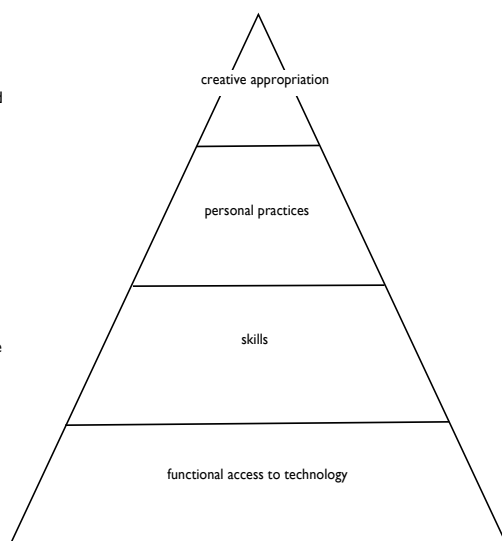 creative appropriation
personal practices
skills
functional access to technology